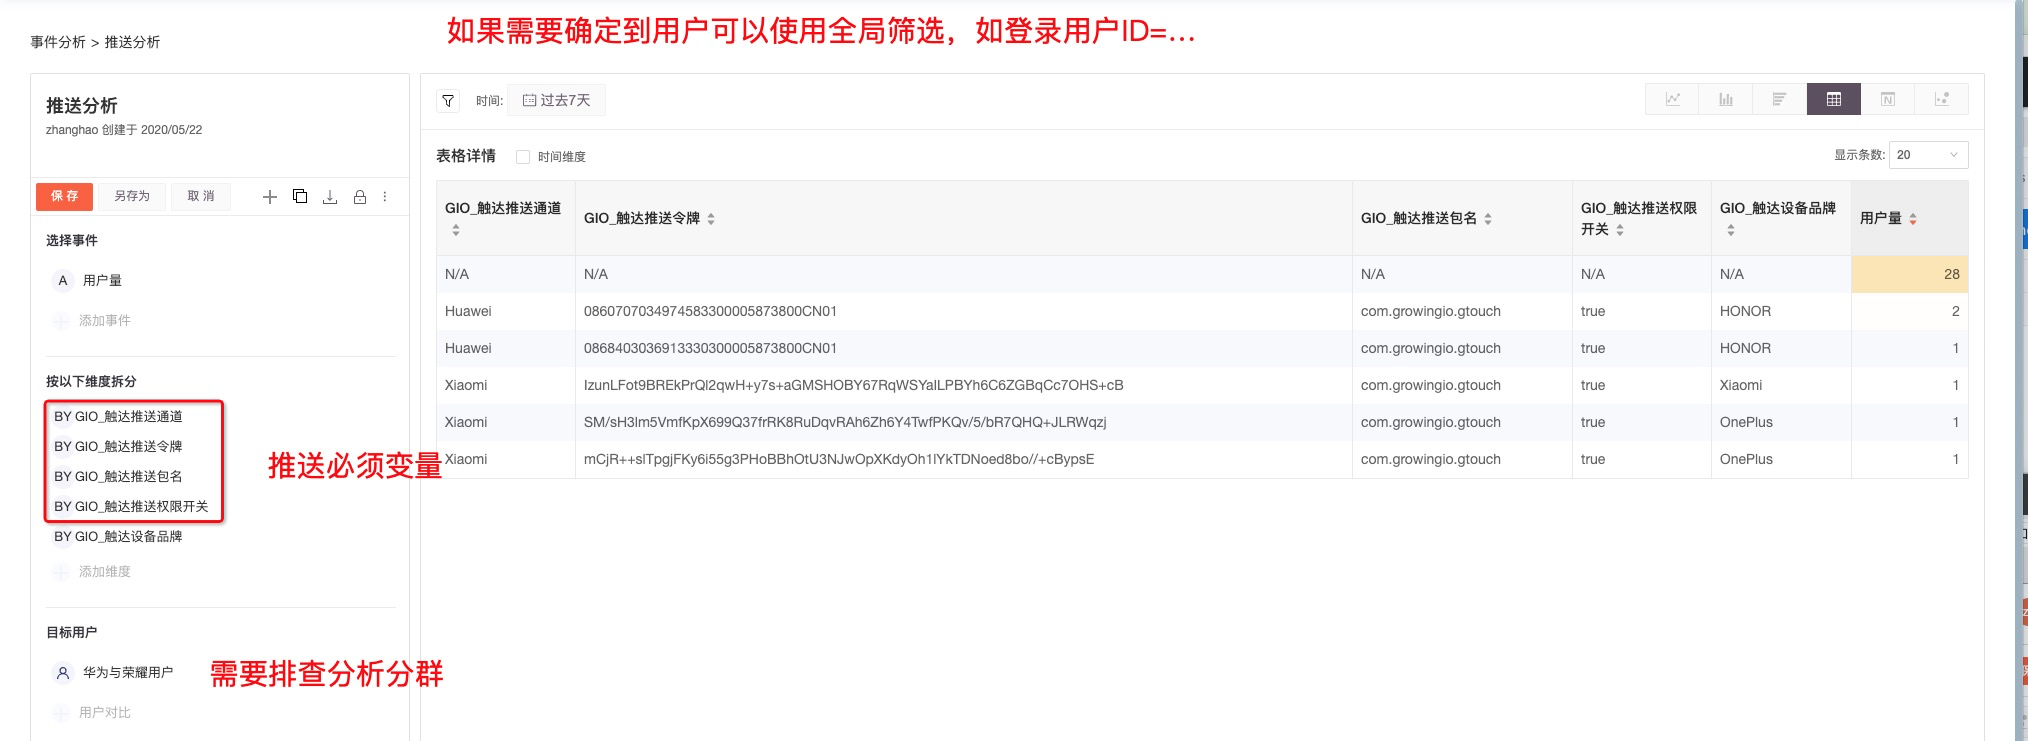 如果需要确定到用户可以使用全局筛选，如登录用户ID=...
事件分析 > 推送分析
推送分析
zhanghao 创建于 2020/05/22
保 存
另存为
取 消
选择事件
A 用户量
添加事件
按以下维度拆分
BY GIO_触达推送通道
BY GIO_触达推送令牌
BY GIO_触达推送包名
BY GIO_触达推送权限开关
BY GIO_触达设备品牌
添加维度
推送必须变量
目标用户
华为与荣耀用户
需要排查分析分群
用户对比
时间: 过去7天
表格详情 时间维度
显示条数: 20
GIO_触达推送通道 GIO_触达推送令牌 GIO_触达推送包名 GIO_触达推送权限开关 GIO_触达设备品牌 用户量
N/A N/A N/A N/A N/A 28
Huawei 0860707034974583300005873800CN01 com.growingio.gtouch true HONOR 2
Huawei 0868403036913330300005873800CN01 com.growingio.gtouch true HONOR 1
Xiaomi IzunLFot9BREkPrQl2qwH+y7s+aGMSHOBY67RqWSYalLPBYh6C6ZGBqCc7OHS+cB com.growingio.gtouch true Xiaomi 1
Xiaomi SM/sH3lm5VmfKpX699Q37frRK8RuDqvRAh6Zh6Y4TwfPKQv/5/bR7QHQ+JLRWqzj com.growingio.gtouch true OnePlus 1
Xiaomi mCjR++slTpgjFKy6i55g3PHoBBhOtU3NJwOpXKdyOh1lYkTDNoed8bo//+cBypsE com.growingio.gtouch true OnePlus 1